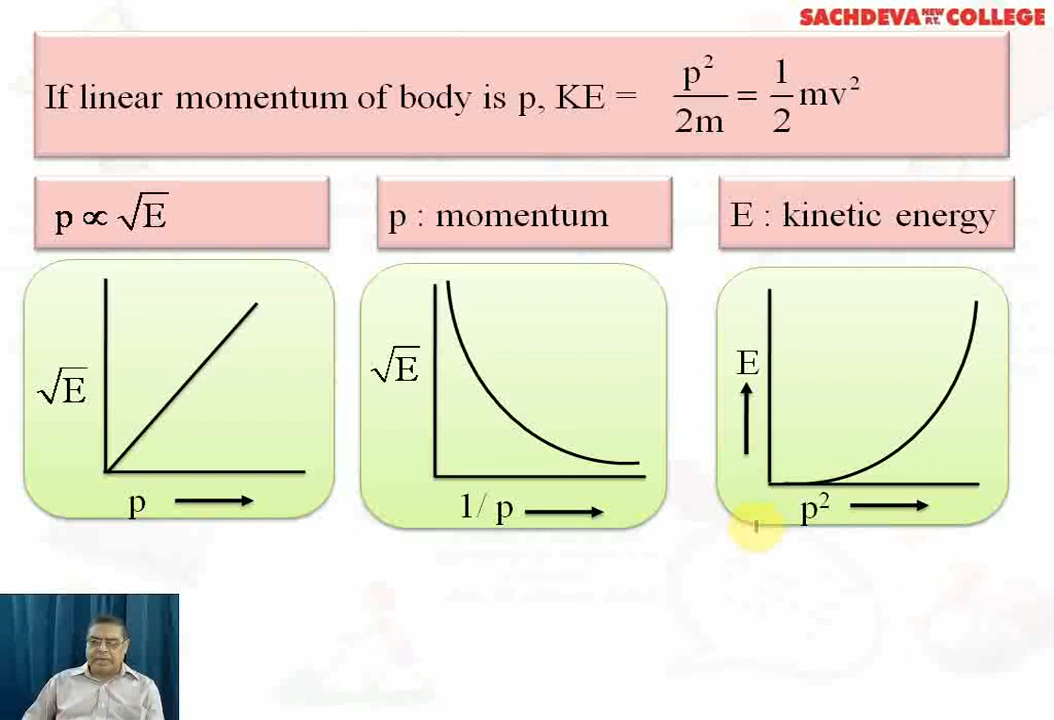 SACHDEVA NEW P.T. COLLEGE
If linear momentum of body is p, KE = p²/2m = 1/2 mv²
p ∝ √E
p : momentum
E : kinetic energy
√E
p
√E
1/ p
E
p²